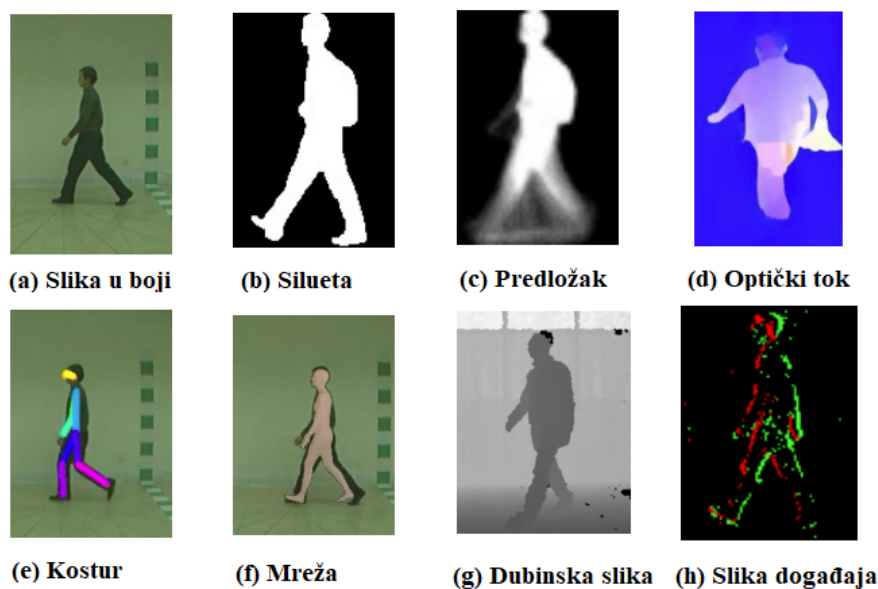 (a) Slika u boji
(b) Silueta
(c) Predložak
(d) Optički tok
(e) Kostur
(f) Mreža
(g) Dubinska slika
(h) Slika događaja